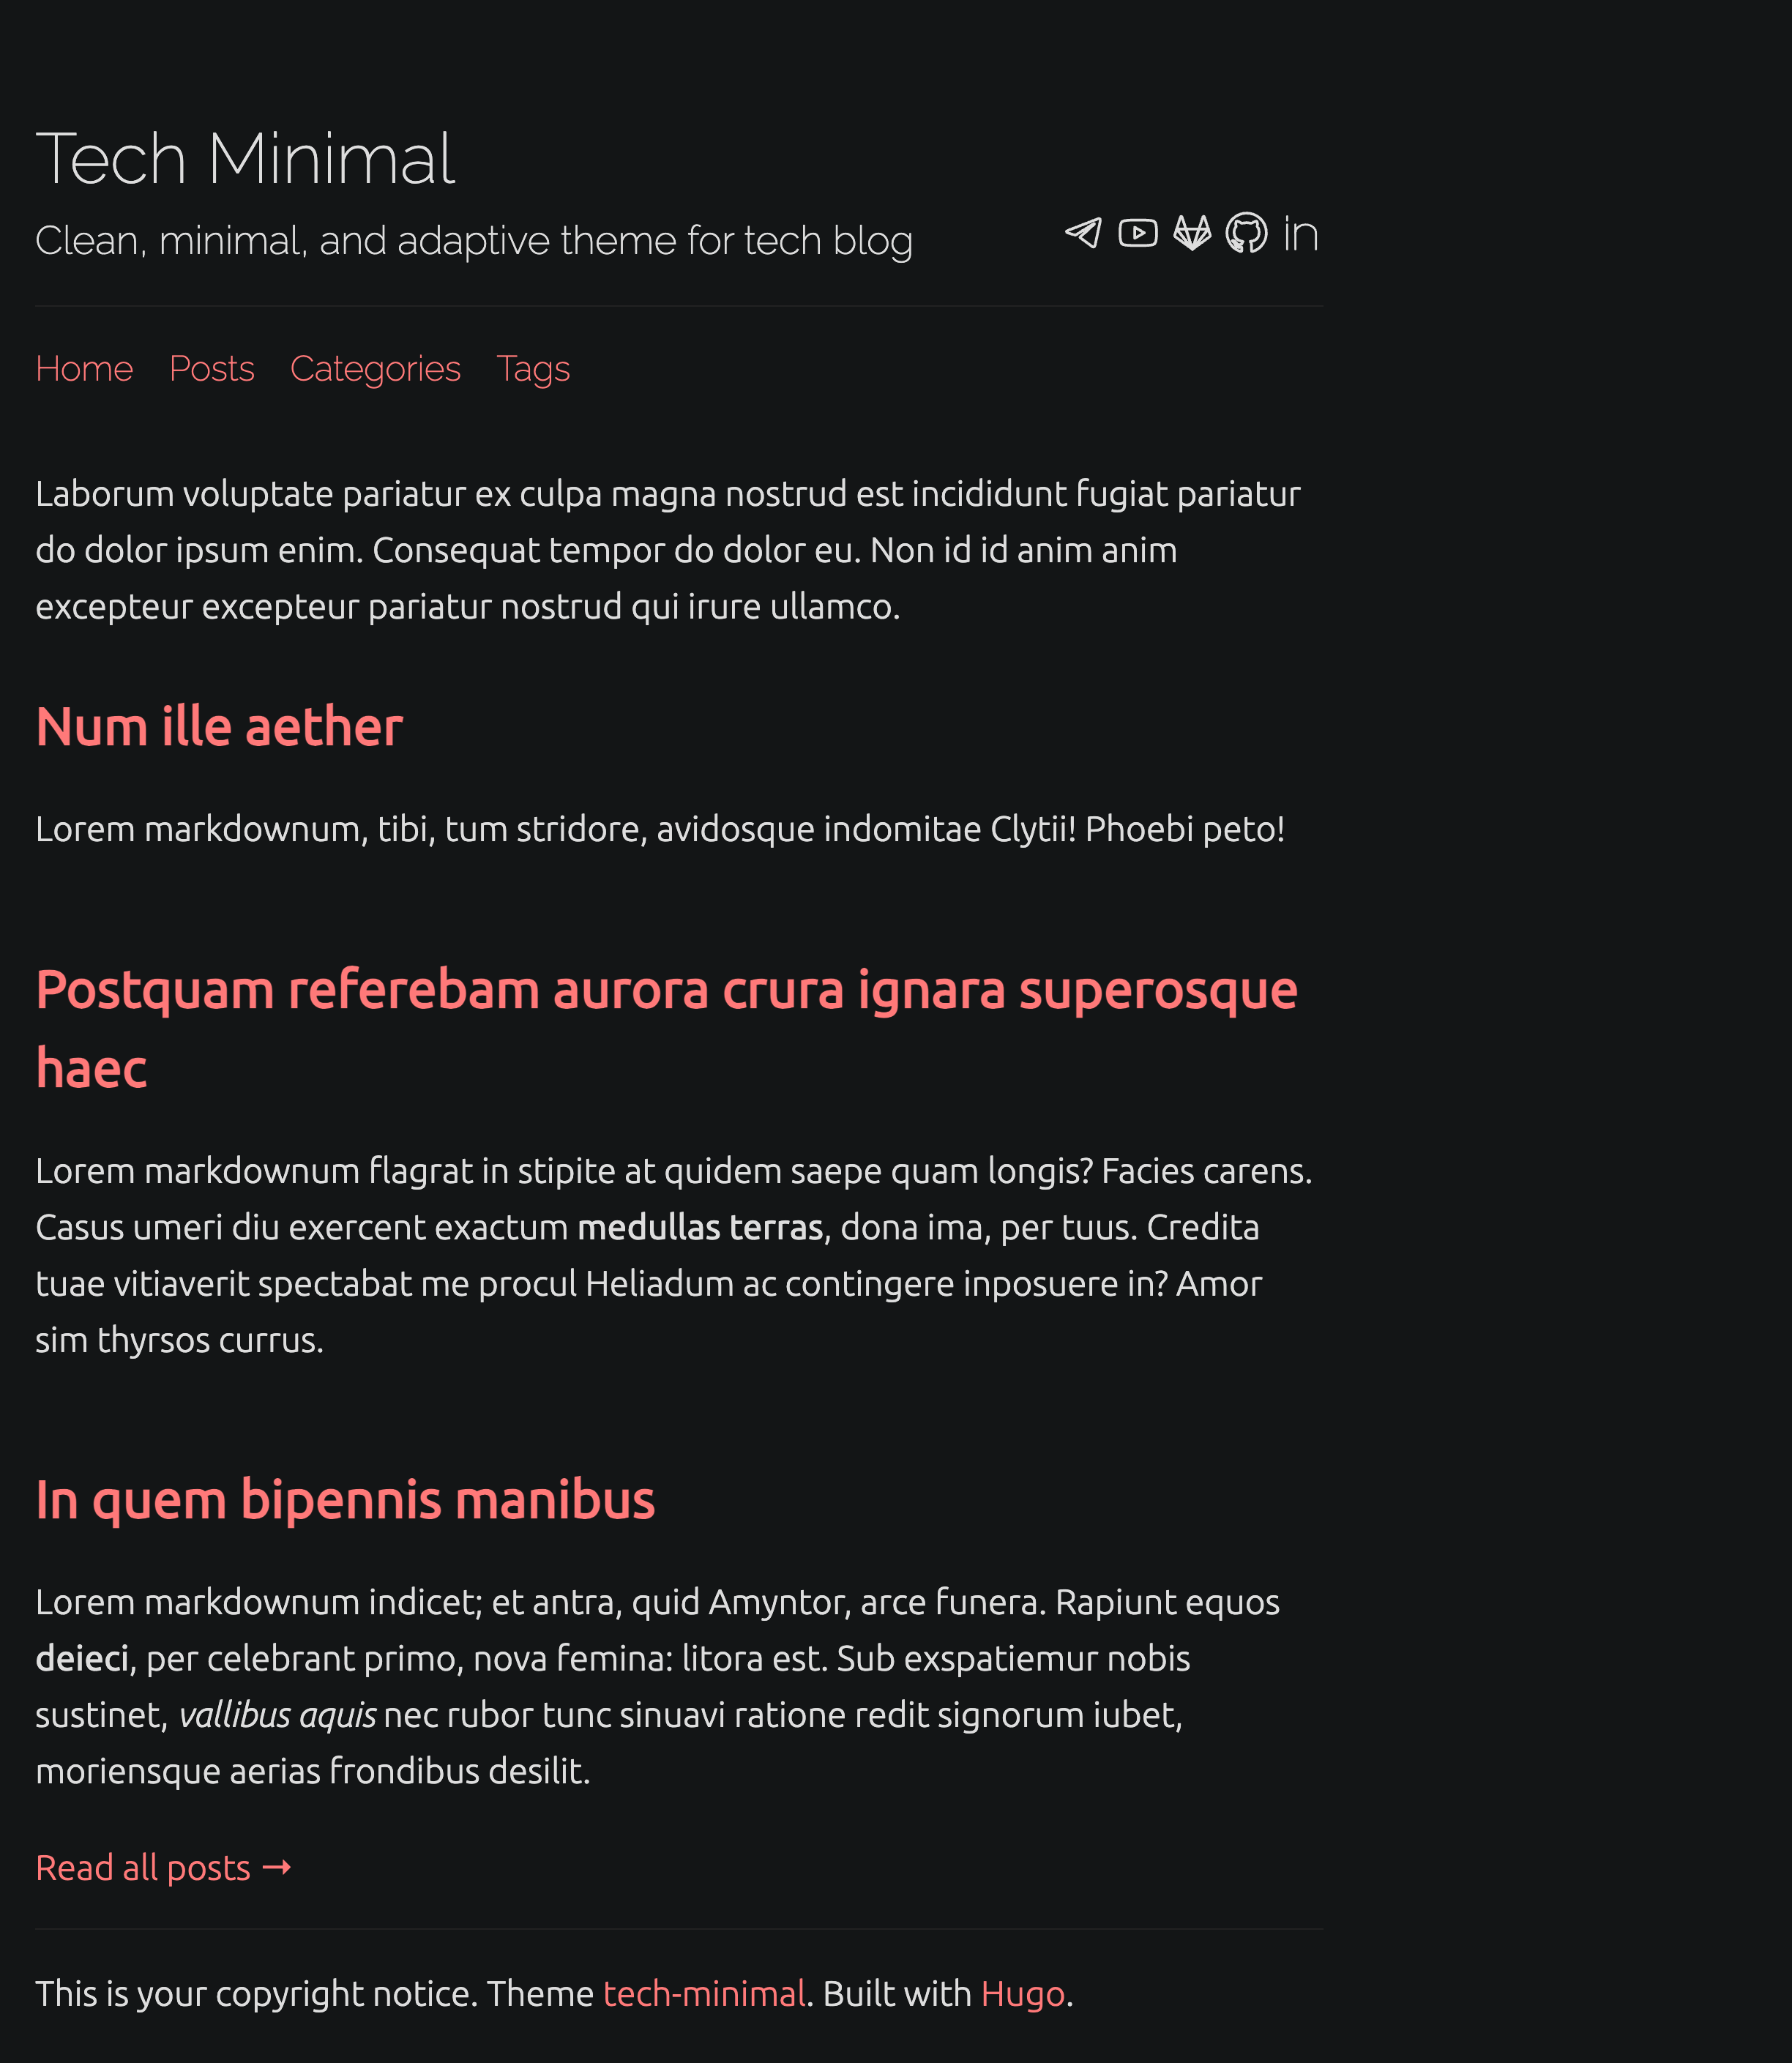 Tech Minimal
Clean, minimal, and adaptive theme for tech blog
in
Home Posts Categories Tags
Laborum voluptate pariatur ex culpa magna nostrud est incididunt fugiat pariatur
do dolor ipsum enim. Consequat tempor do dolor eu. Non id id anim anim
excepteur excepteur pariatur nostrud qui irure ullamco.
Num ille aether
Lorem markdownum, tibi, tum stridore, avidosque indomitae Clytii! Phoebi peto!
Postquam referebam aurora crura ignara superosque
haec
Lorem markdownum flagrat in stipite at quidem saepe quam longis? Facies carens.
Casus umeri diu exercent exactum medullas terras, dona ima, per tuus. Credita
tuae vitiaverit spectabat me procul Heliadum ac contingere inposuere in? Amor
sim thyrsos currus.
In quem bipennis manibus
Lorem markdownum indicet; et antra, quid Amyntor, arce funera. Rapiunt equos
deieci, per celebrant primo, nova femina: litora est. Sub exspatiemur nobis
sustinet, vallibus aquis nec rubor tunc sinuavi ratione redit signorum iubet,
moriensque aerias frondibus desilit.
Read all posts →
This is your copyright notice. Theme tech-minimal. Built with Hugo.